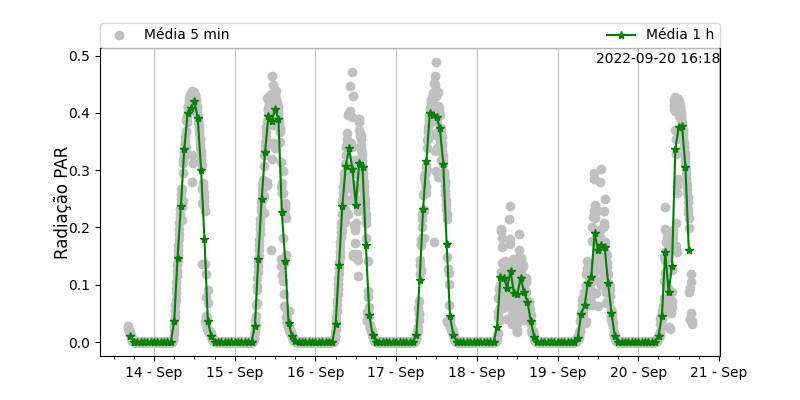 Média 5 min
Média 1 h
2022-09-20 16:18
Radiação PAR
0.5
0.4
0.3
0.2
0.1
0.0
14 - Sep
15 - Sep
16 - Sep
17 - Sep
18 - Sep
19 - Sep
20 - Sep
21 - Sep